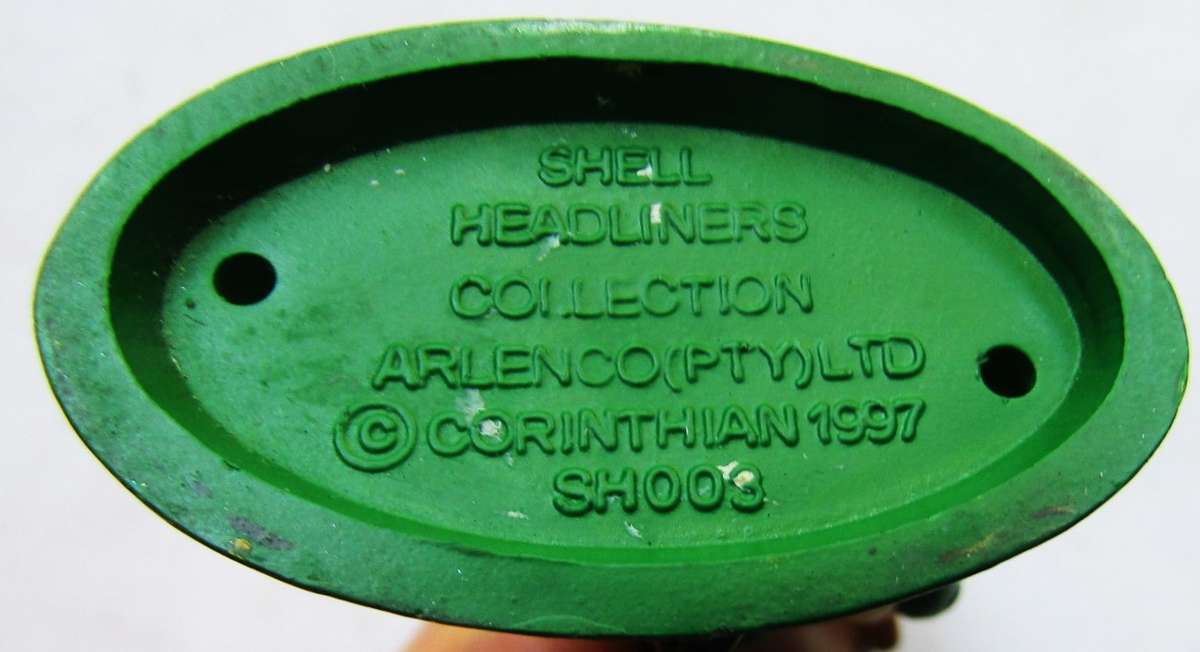 SHELL
HEADLINERS
COLLECTION
ARLENCO(PTY)LTD
© CORINTHIAN 1997
SH003